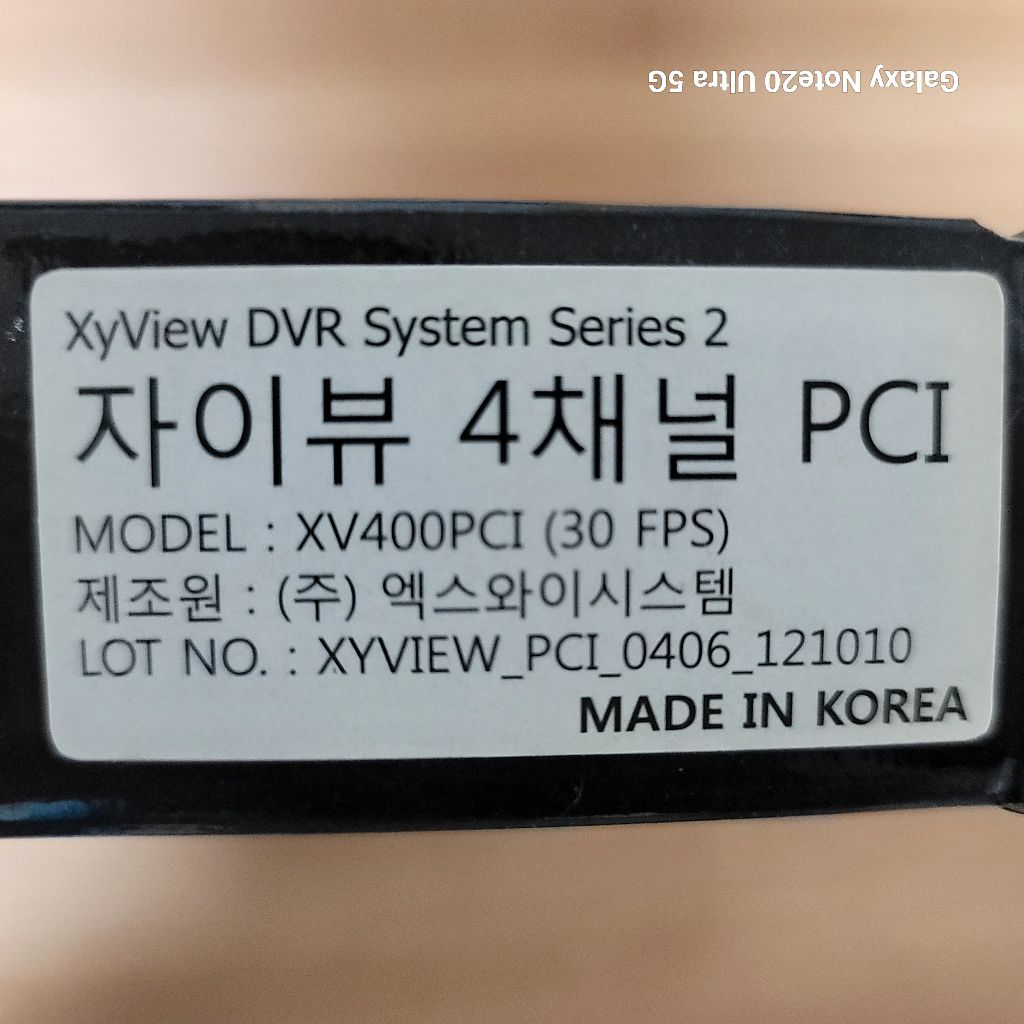 Galaxy Note20 Ultra 5G
XyView DVR System Series 2
자이뷰 4채널 PCI
MODEL : XV400PCI (30 FPS)
제조원 : (주) 엑스와이시스템
LOT NO. : XYVIEW_PCI_0406_121010
MADE IN KOREA